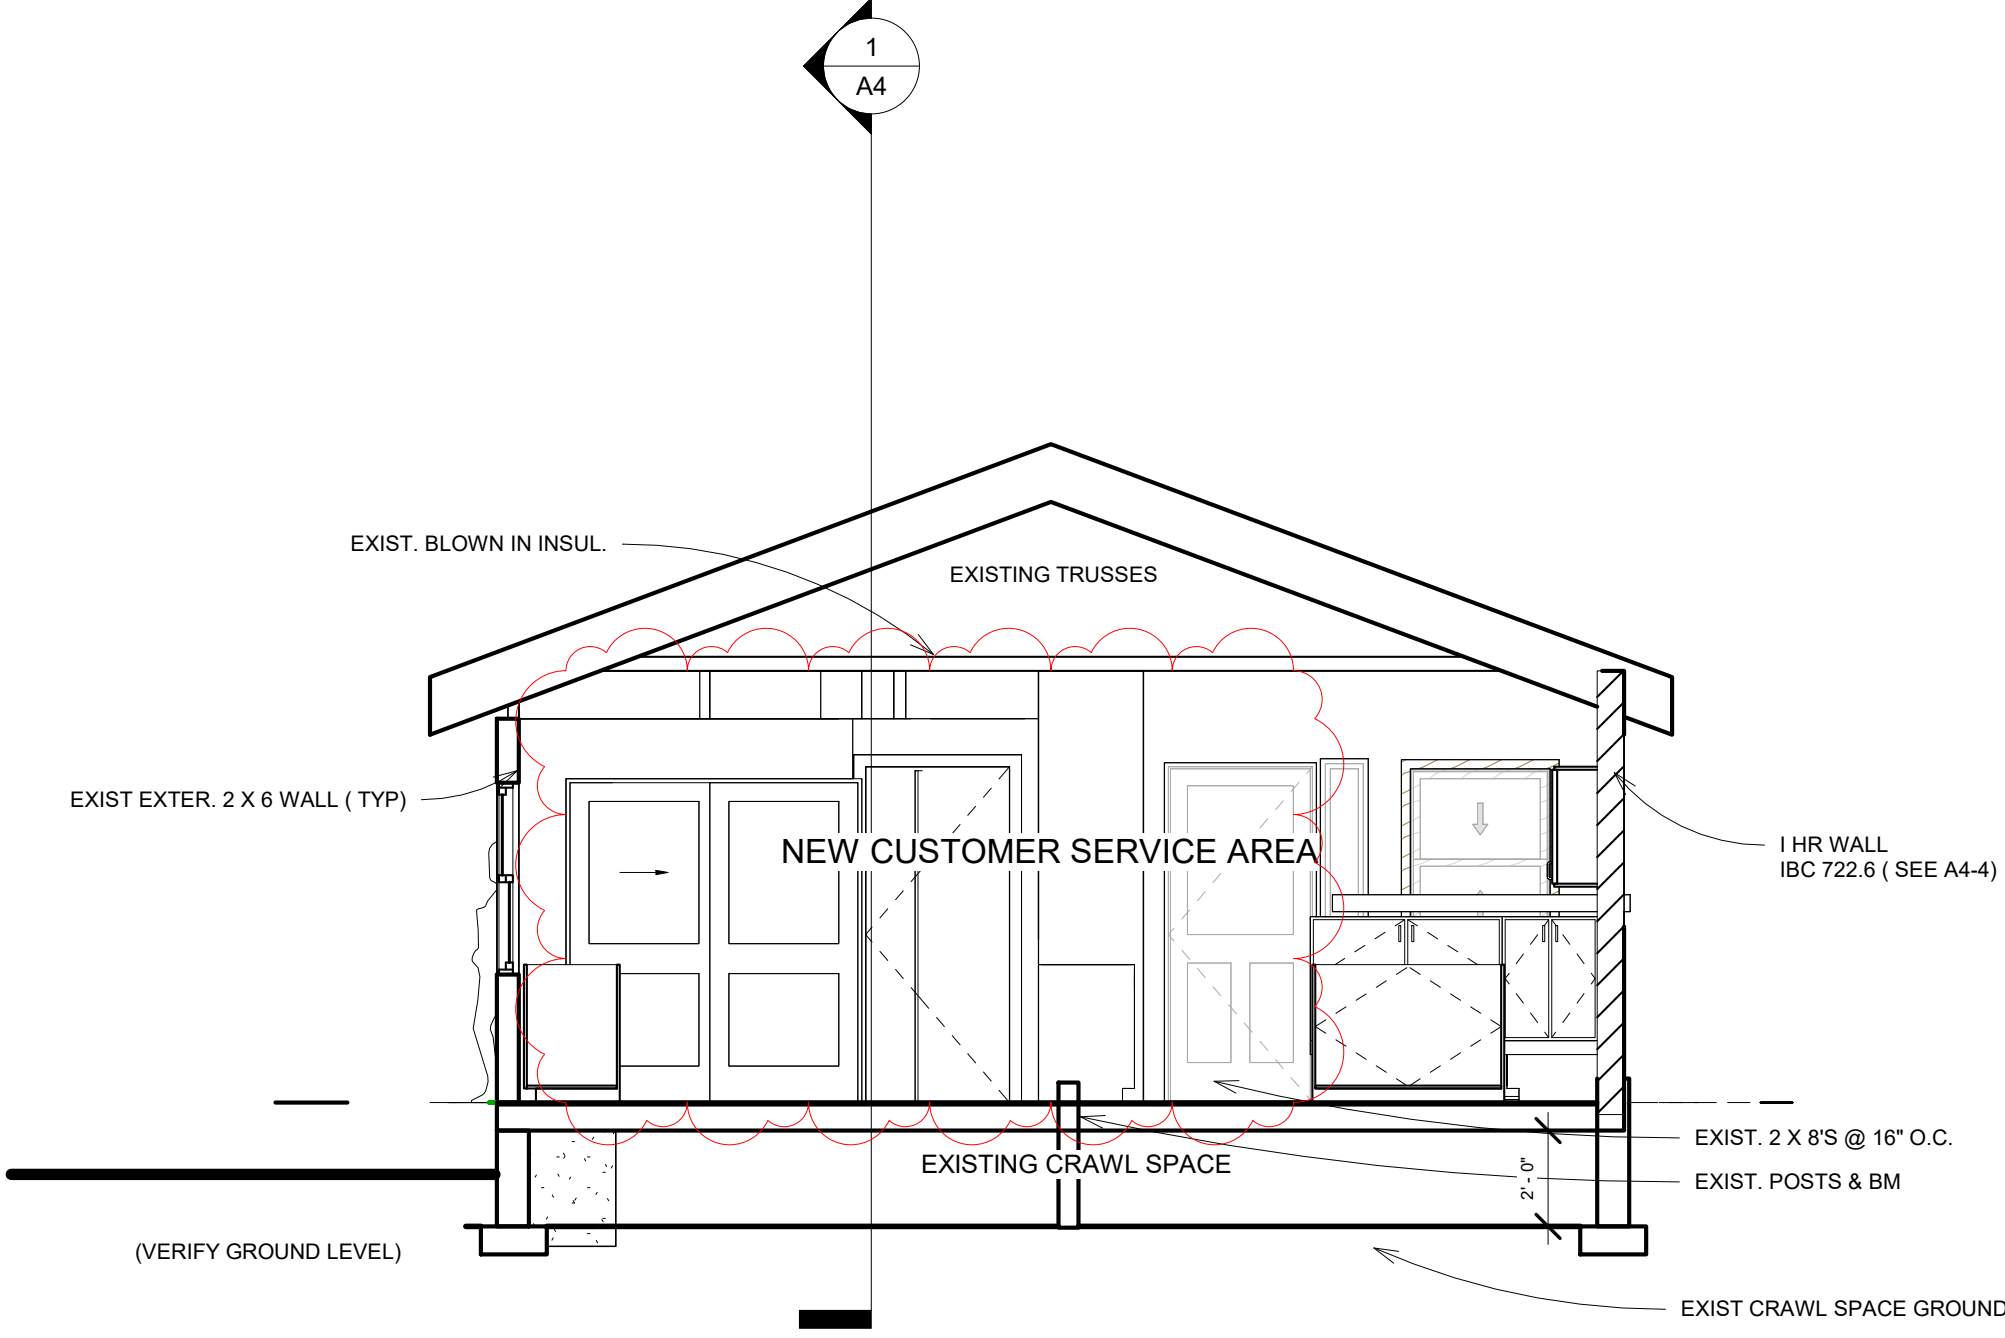 1
A4
EXIST. BLOWN IN INSUL.
EXISTING TRUSSES
EXIST EXTER. 2 X 6 WALL ( TYP)
NEW CUSTOMER SERVICE AREA
I HR WALL
IBC 722.6 ( SEE A4-4)
EXIST. 2 X 8'S @ 16" O.C.
EXISTING CRAWL SPACE
2' - 0"
EXIST. POSTS & BM
(VERIFY GROUND LEVEL)
EXIST CRAWL SPACE GROUND